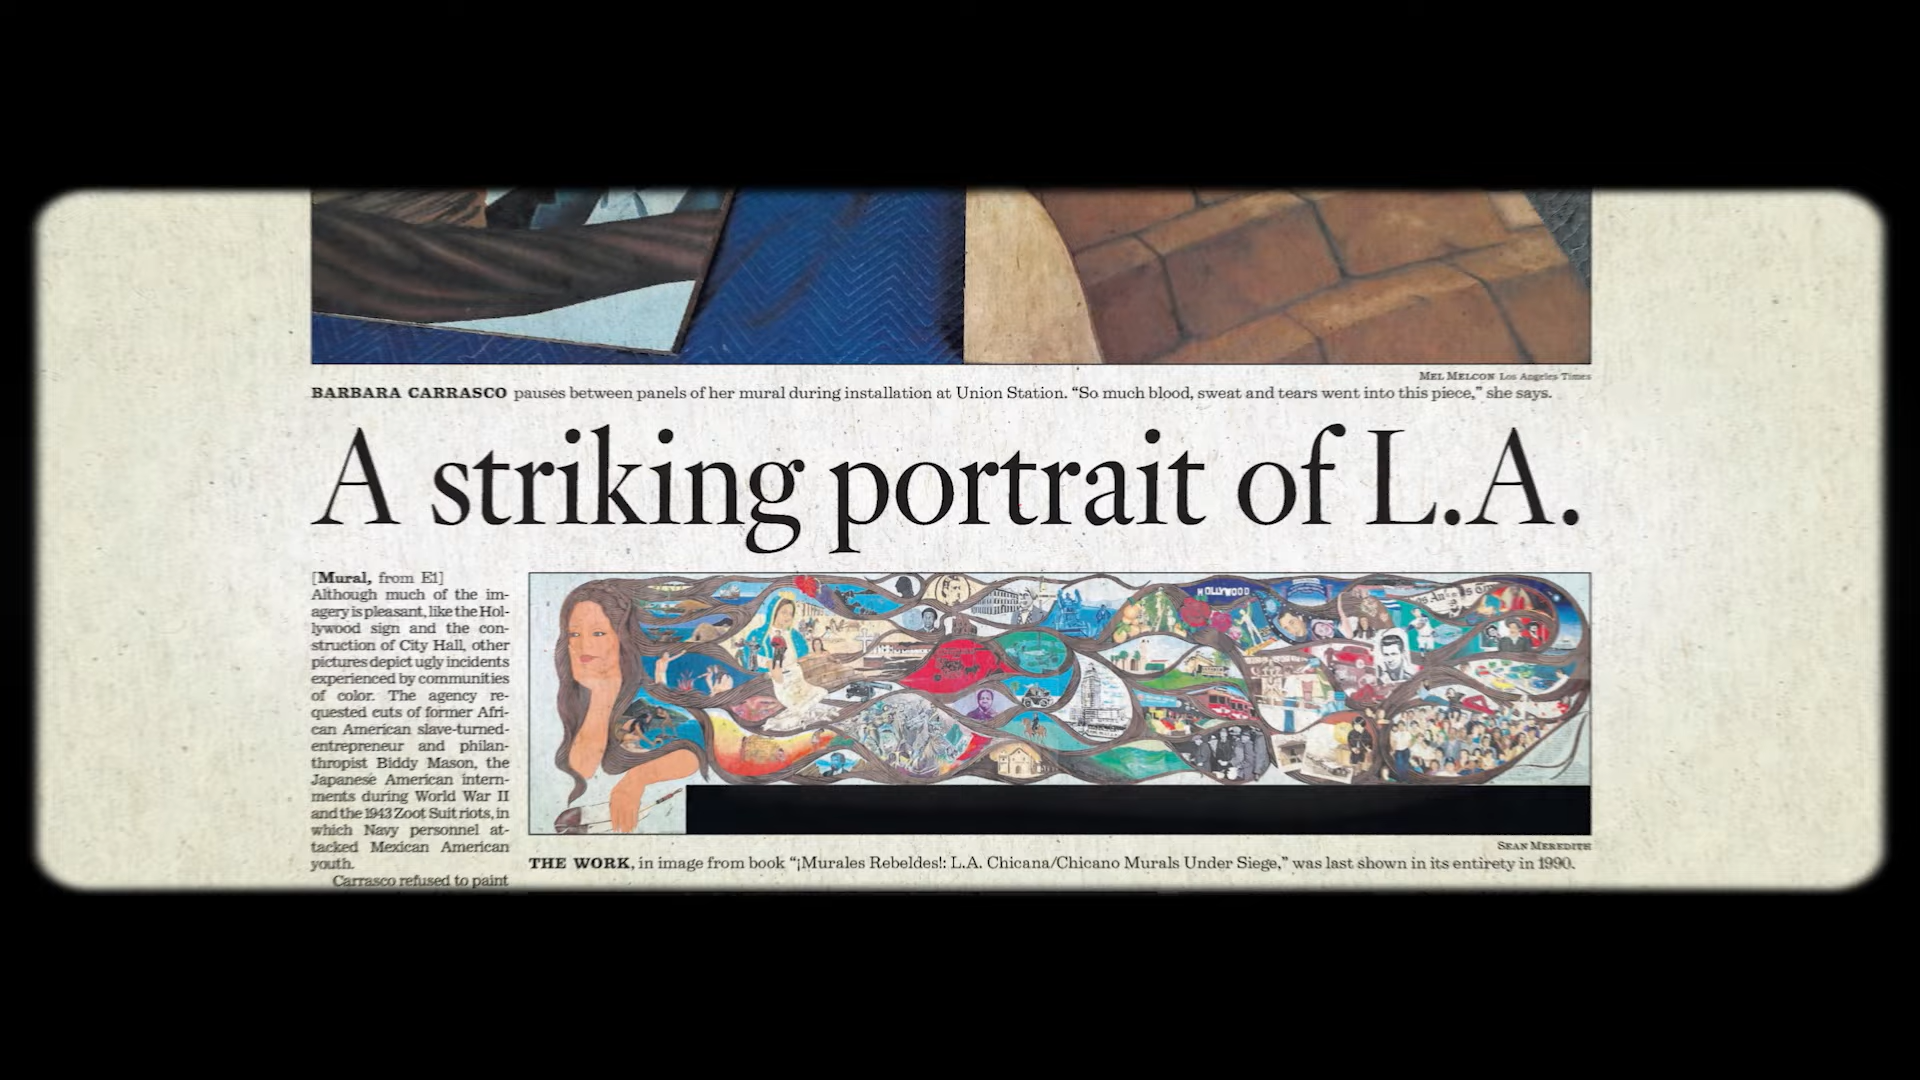 MEL MELCON Los Angeles Times
BARBARA CARRASCO pauses between panels of her mural during installation at Union Station. “So much blood, sweat and tears went into this piece,” she says.
A striking portrait of L.A.
[Mural, from E1]
Although much of the im-
agery is pleasant, like the Hol-
lywood sign and the con-
struction of City Hall, other
pictures depict ugly incidents
experienced by communities
of color. The agency re-
quested cuts of former Afri-
can American slave-turned-
entrepreneur and philan-
thropist Biddy Mason, the
Japanese American intern-
ments during World War II
and the 1943 Zoot Suit riots, in
which Navy personnel at-
tacked Mexican American
youth.
Carrasco refused to paint
HOLLYWOOD
SEAN MEREDITH
THE WORK, in image from book “¡Murales Rebeldes!: L.A. Chicana/Chicano Murals Under Siege,” was last shown in its entirety in 1990.